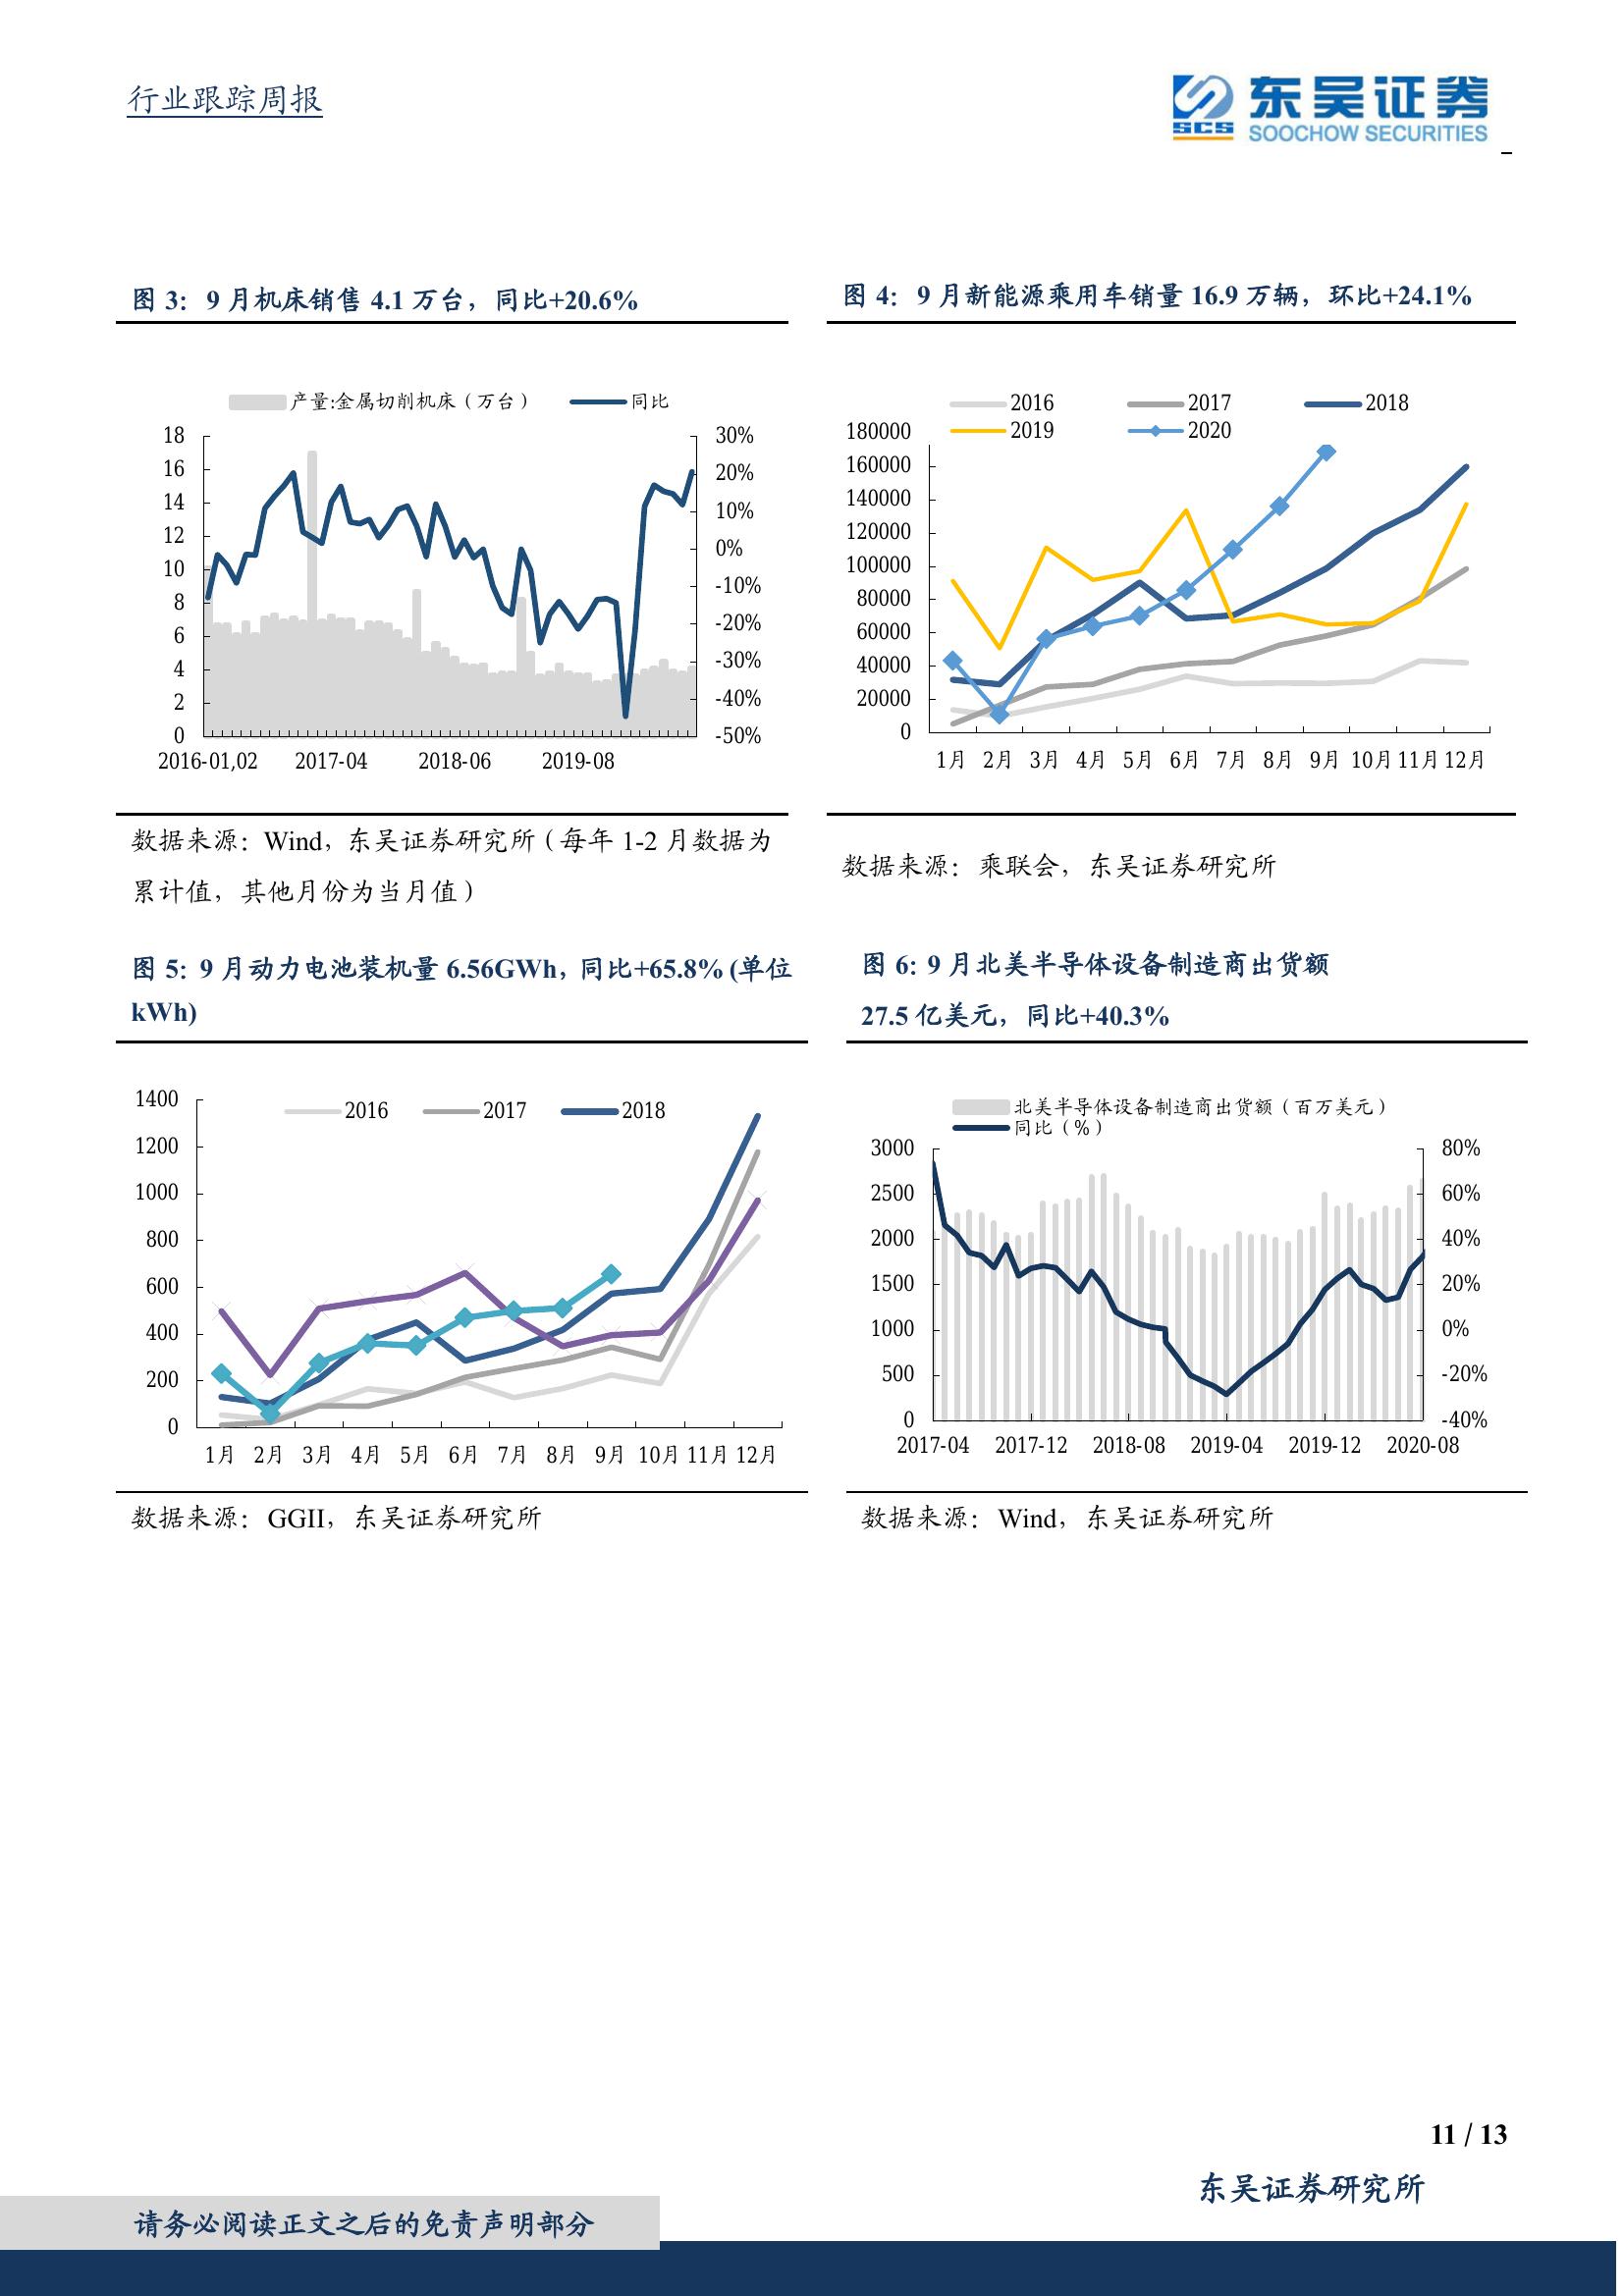 行业跟踪周报
SCS
东吴证券
SOOCHOW SECURITIES
图 3：9 月机床销售 4.1 万台，同比+20.6%
产量:金属切削机床（万台）
同比
18
16
14
12
10
8
6
4
2
0
30%
20%
10%
0%
-10%
-20%
-30%
-40%
-50%
2016-01,02 2017-04 2018-06 2019-08
数据来源：Wind，东吴证券研究所（每年 1-2 月数据为
累计值，其他月份为当月值）
图 4：9 月新能源乘用车销量 16.9 万辆，环比+24.1%
2016 2017 2018
2019 2020
180000
160000
140000
120000
100000
80000
60000
40000
20000
0
1月 2月 3月 4月 5月 6月 7月 8月 9月 10月 11月 12月
数据来源：乘联会，东吴证券研究所
图 5：9 月动力电池装机量 6.56GWh，同比+65.8% (单位
kWh)
2016 2017 2018
1400
1200
1000
800
600
400
200
0
1月 2月 3月 4月 5月 6月 7月 8月 9月 10月 11月 12月
数据来源：GGII，东吴证券研究所
图 6：9 月北美半导体设备制造商出货额
27.5 亿美元，同比+40.3%
北美半导体设备制造商出货额（百万美元）
同比（%）
3000
2500
2000
1500
1000
500
0
80%
60%
40%
20%
0%
-20%
-40%
2017-04 2017-12 2018-08 2019-04 2019-12 2020-08
数据来源：Wind，东吴证券研究所
11 / 13
东吴证券研究所
请务必阅读正文之后的免责声明部分